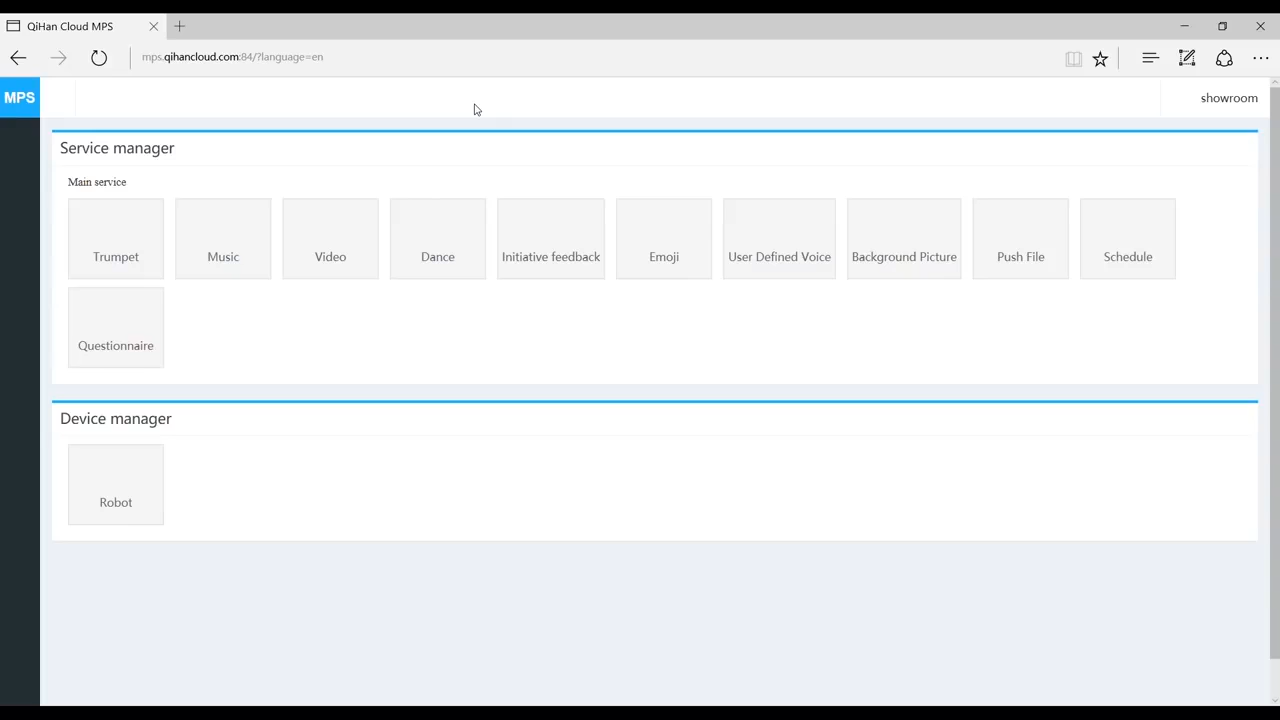 QiHan Cloud MPS
mps.qihancloud.com:84/?language=en
MPS
showroom
Service manager
Main service
Trumpet
Music
Video
Dance
Initiative feedback
Emoji
User Defined Voice
Background Picture
Push File
Schedule
Questionnaire
Device manager
Robot